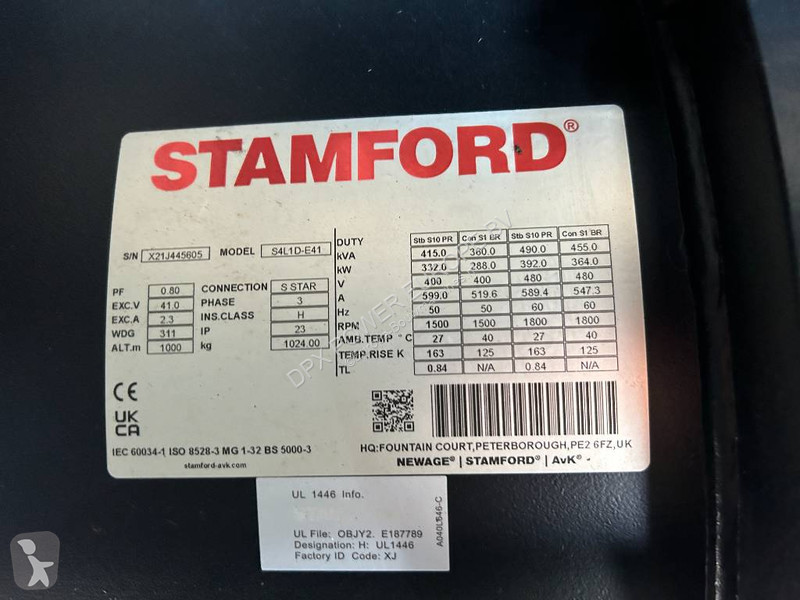 STAMFORD®
S/N X21J445605 MODEL S4L1D-E41
PF 0.80 CONNECTION S STAR
EXC.V 41.0 PHASE 3
EXC.A 2.3 INS.CLASS H
WDG 311 IP 23
ALT.m 1000 kg 1024.00
DUTY Stb S10 PR Con S1 BR Stb S10 PR Con S1 BR
kVA 415.0 360.0 490.0 455.0
kW 332.0 288.0 392.0 364.0
V 400 400 480 480
A 599.0 519.6 589.4 547.3
Hz 50 50 60 60
RPM 1500 1500 1800 1800
AMB.TEMP °C 27 40 27 40
TEMP.RISE K 163 125 163 125
TL 0.84 N/A 0.84 N/A
CE
UK
CA
IEC 60034-1 ISO 8528-3 MG 1-32 BS 5000-3
stamford-avk.com
HQ:FOUNTAIN COURT,PETERBOROUGH,PE2 6FZ,UK
NEWAGE® | STAMFORD® | AvK®
UL 1446 Info.
UL File: OBJY2. E187789
Designation: H: UL1446
Factory ID Code: XJ
DPX POWER EUROPE BV